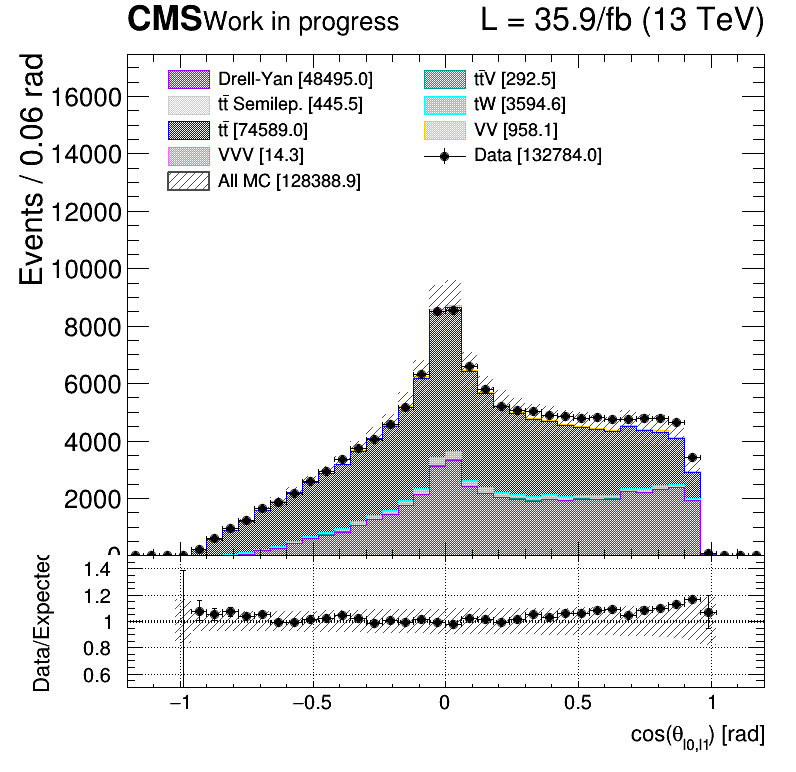 CMS Work in progress L = 35.9/fb (13 TeV)
Events / 0.06 rad
Drell-Yan [48495.0]
tt̄ Semilep. [445.5]
tt̄ [74589.0]
VVV [14.3]
All MC [128388.9]
tt̄V [292.5]
tW [3594.6]
VV [958.1]
Data [132784.0]
16000
14000
12000
10000
8000
6000
4000
2000
0
Data/Expected
1.4
1.2
1
0.8
0.6
−1 −0.5 0 0.5 1
cos(θl0,l1) [rad]